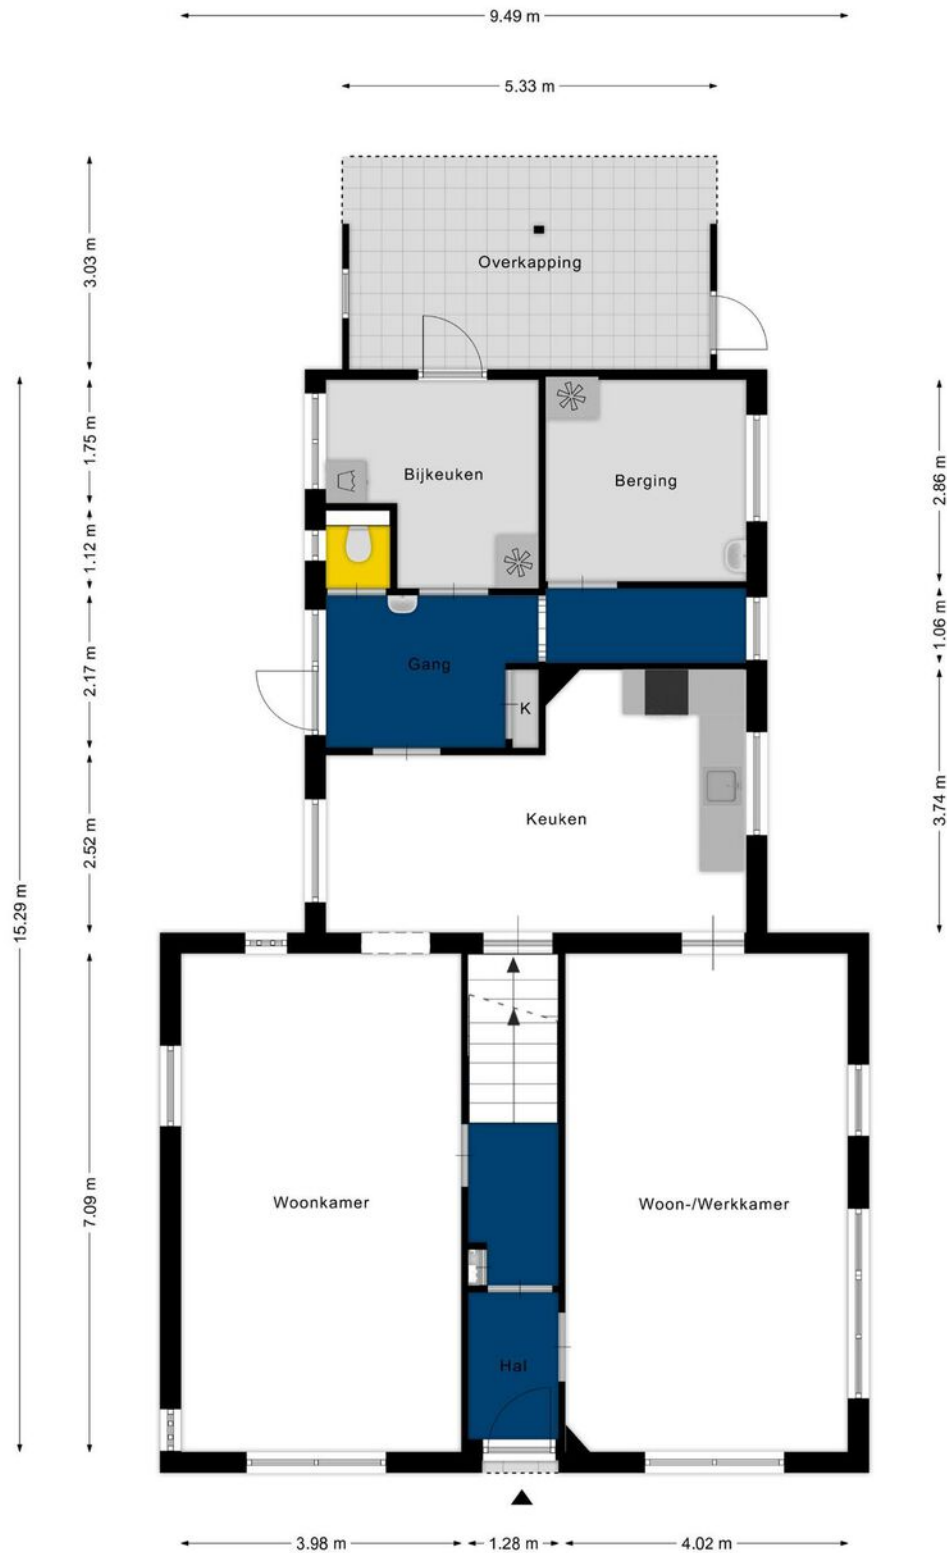 9.49 m
5.33 m
3.03 m
Overkapping
1.75 m
Bijkeuken
Berging
2.86 m
1.12 m
1.06 m
2.17 m
Gang
K
3.74 m
Keuken
2.52 m
15.29 m
7.09 m
Woonkamer
Woon-/Werkkamer
Hal
3.98 m
1.28 m
4.02 m